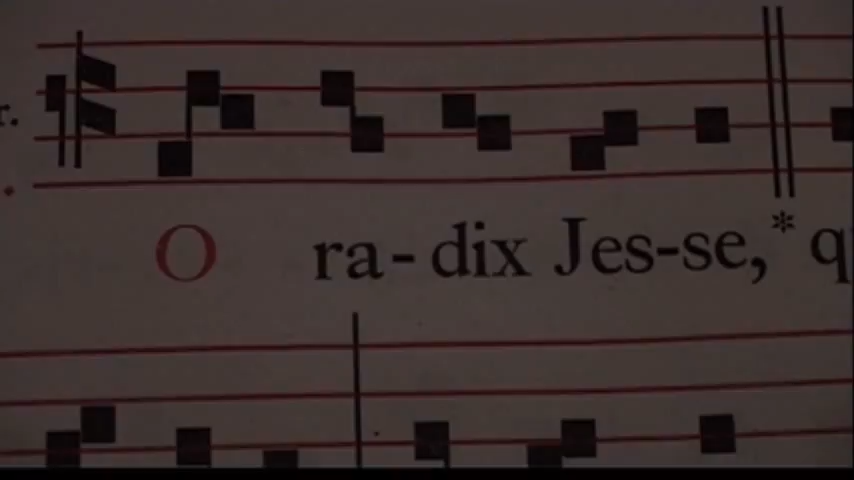 r.
O ra-dix Jes-se,* q